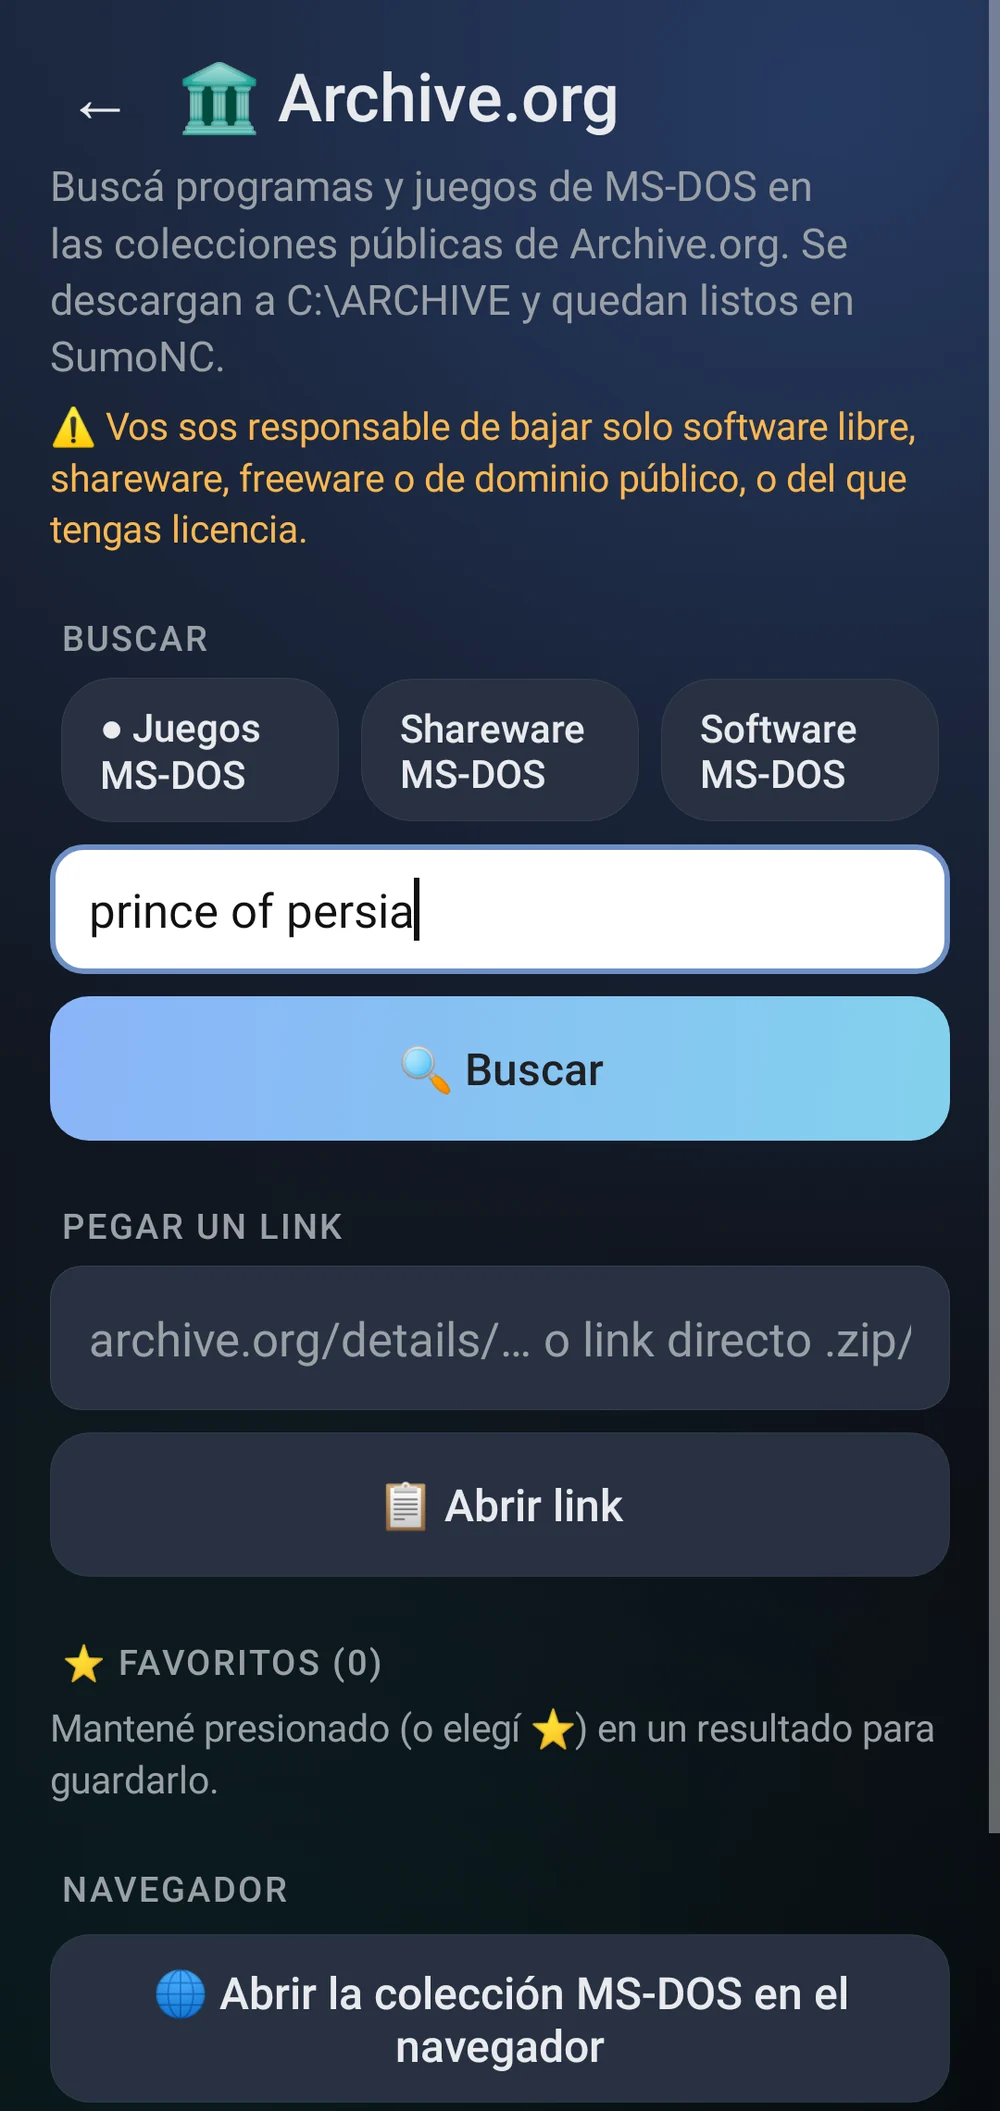 ← 🏛️ Archive.org
Buscá programas y juegos de MS-DOS en
las colecciones públicas de Archive.org. Se
descargan a C:\ARCHIVE y quedan listos en
SumoNC.
⚠️ Vos sos responsable de bajar solo software libre,
shareware, freeware o de dominio público, o del que
tengas licencia.
BUSCAR
● Juegos
MS-DOS
Shareware
MS-DOS
Software
MS-DOS
prince of persia
🔍 Buscar
PEGAR UN LINK
archive.org/details/… o link directo .zip/
📋 Abrir link
⭐ FAVORITOS (0)
Mantené presionado (o elegí ⭐) en un resultado para
guardarlo.
NAVEGADOR
🌐 Abrir la colección MS-DOS en el
navegador